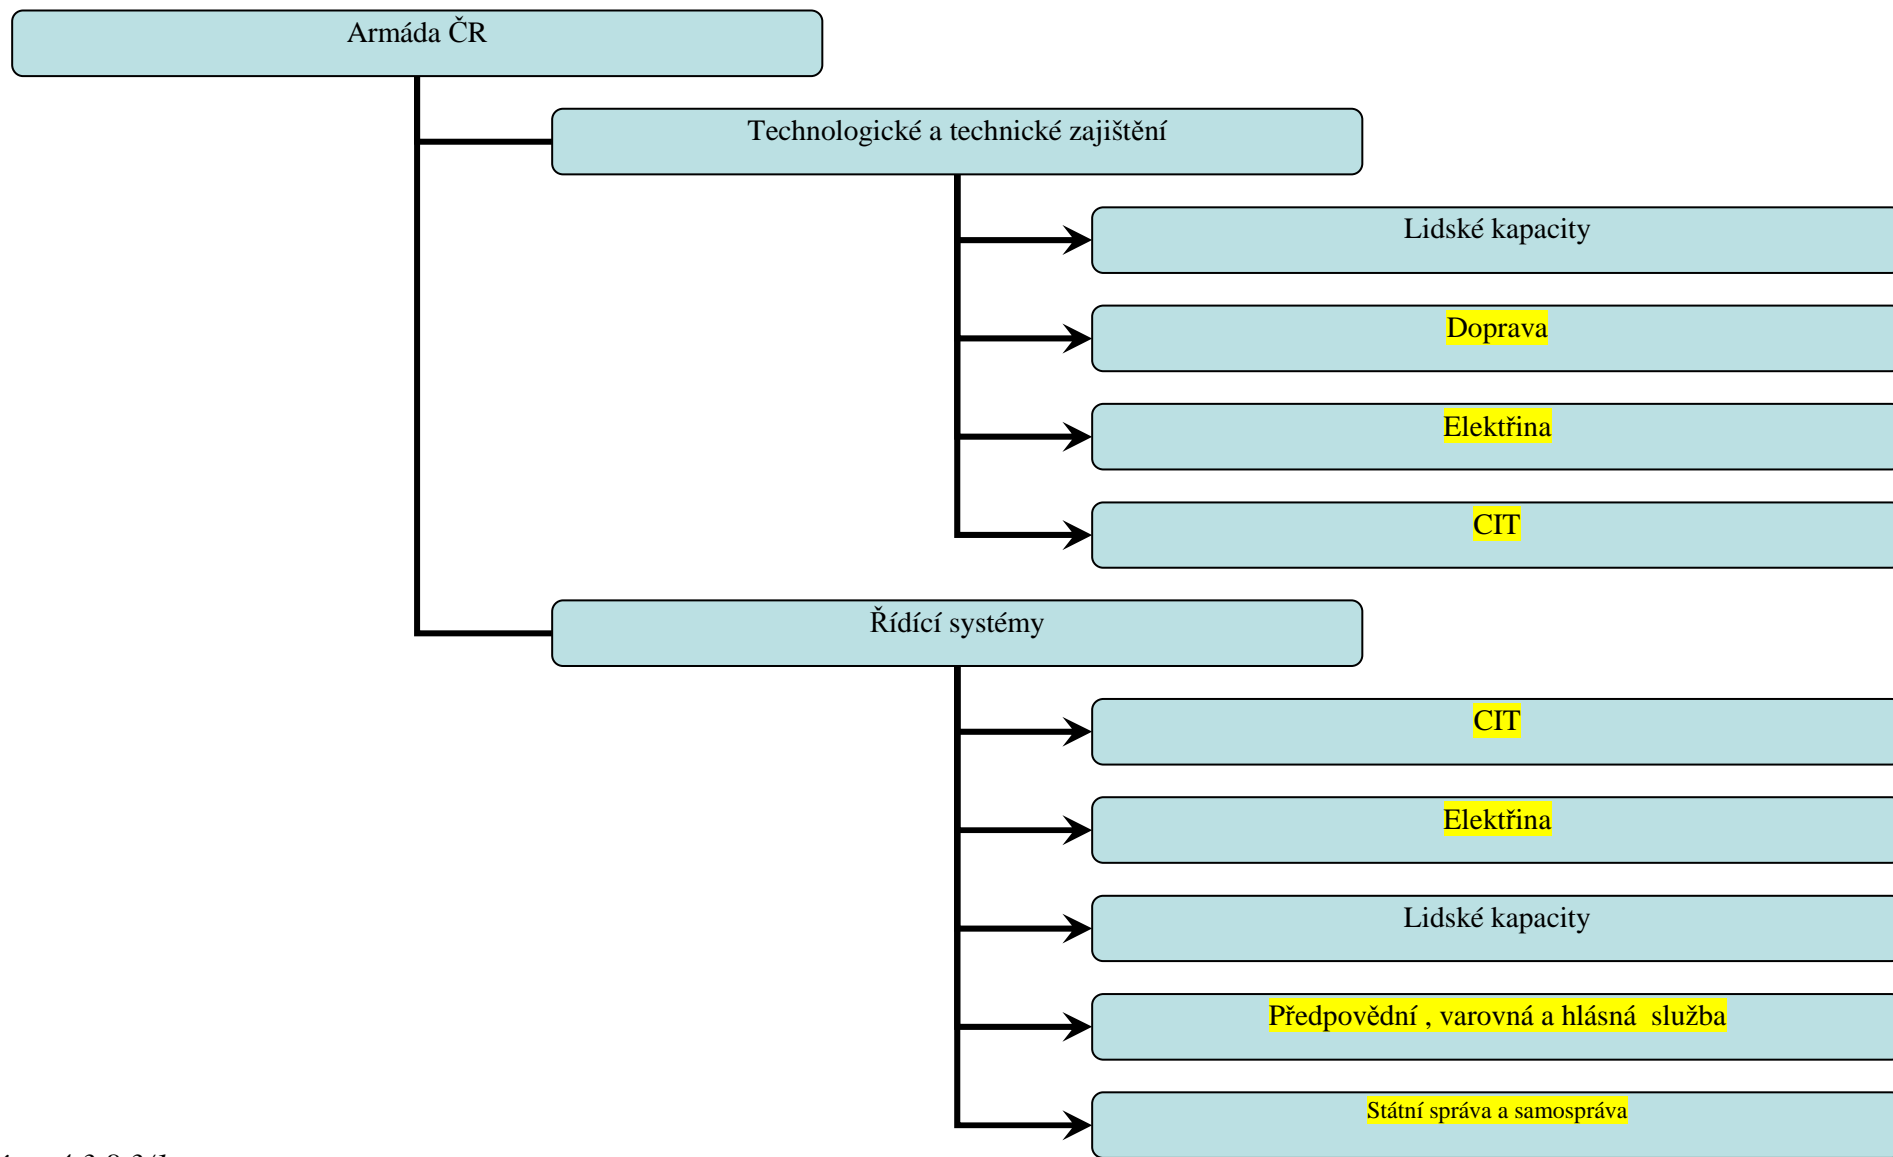 Armáda ČR
Technologické a technické zajištění
Lidské kapacity
Doprava
Elektřina
CIT
Řídící systémy
CIT
Elektřina
Lidské kapacity
Předpovědní , varovná a hlásná  služba
Státní správa a samospráva